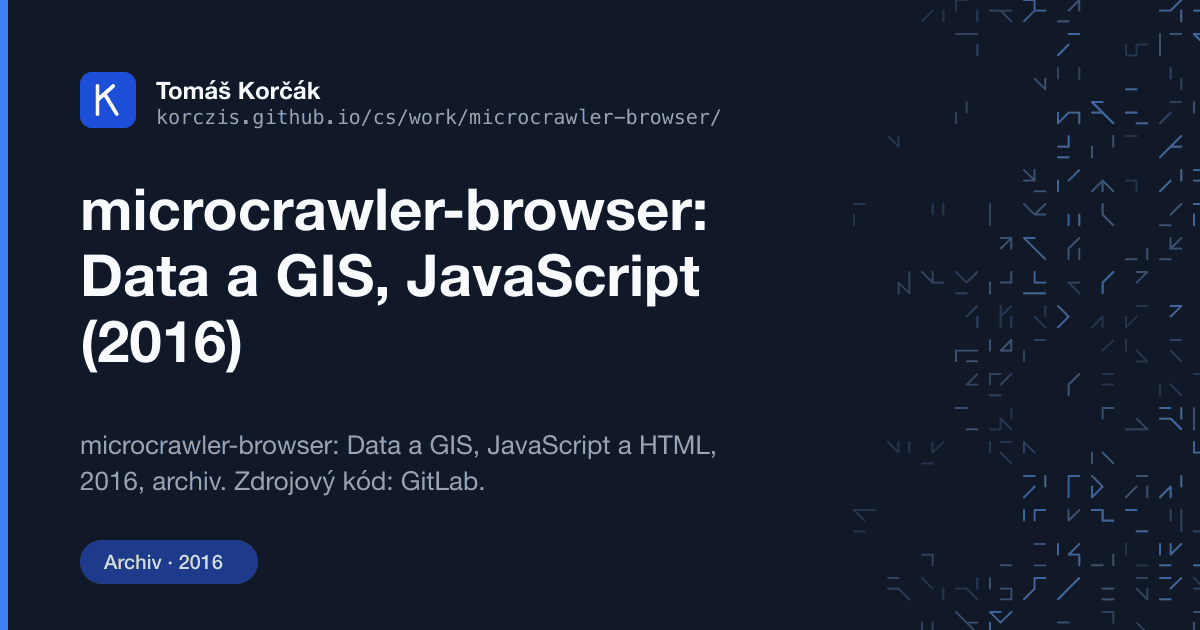 K
Tomáš Korčák
korczis.github.io/cs/work/microcrawler-browser/
microcrawler-browser:
Data a GIS, JavaScript
(2016)
microcrawler-browser: Data a GIS, JavaScript a HTML,
2016, archiv. Zdrojový kód: GitLab.
Archiv · 2016